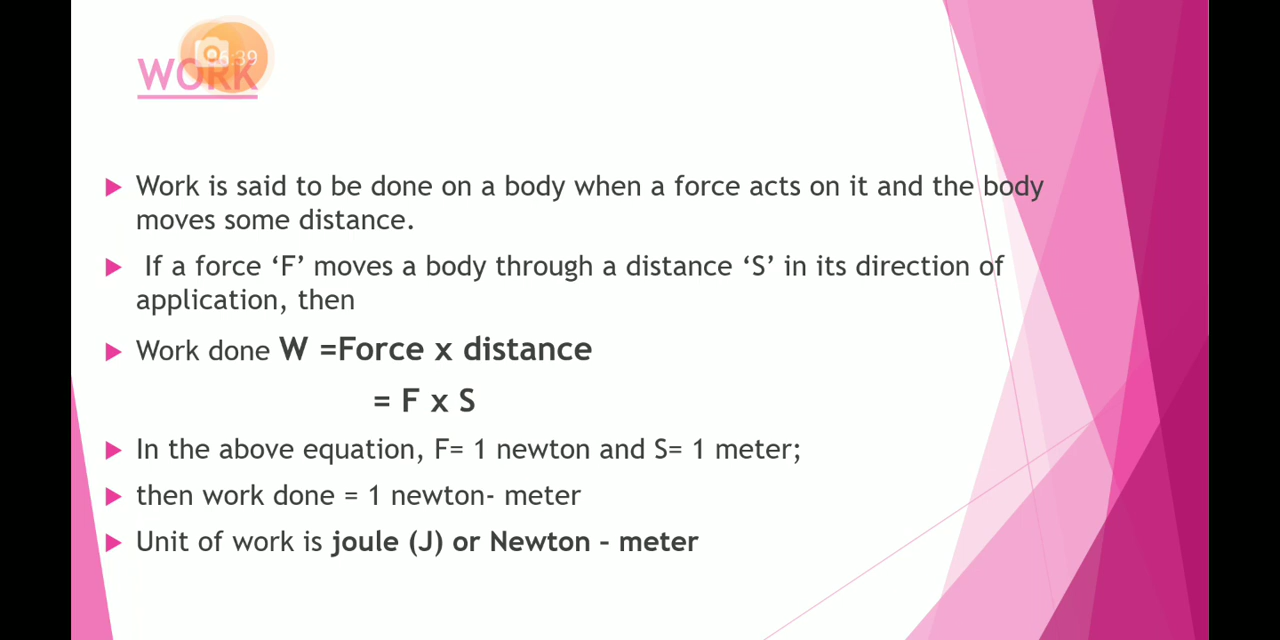 WORK
Work is said to be done on a body when a force acts on it and the body
moves some distance.
If a force ‘F’ moves a body through a distance ‘S’ in its direction of
application, then
Work done W =Force x distance
= F x S
In the above equation, F= 1 newton and S= 1 meter;
then work done = 1 newton- meter
Unit of work is joule (J) or Newton – meter